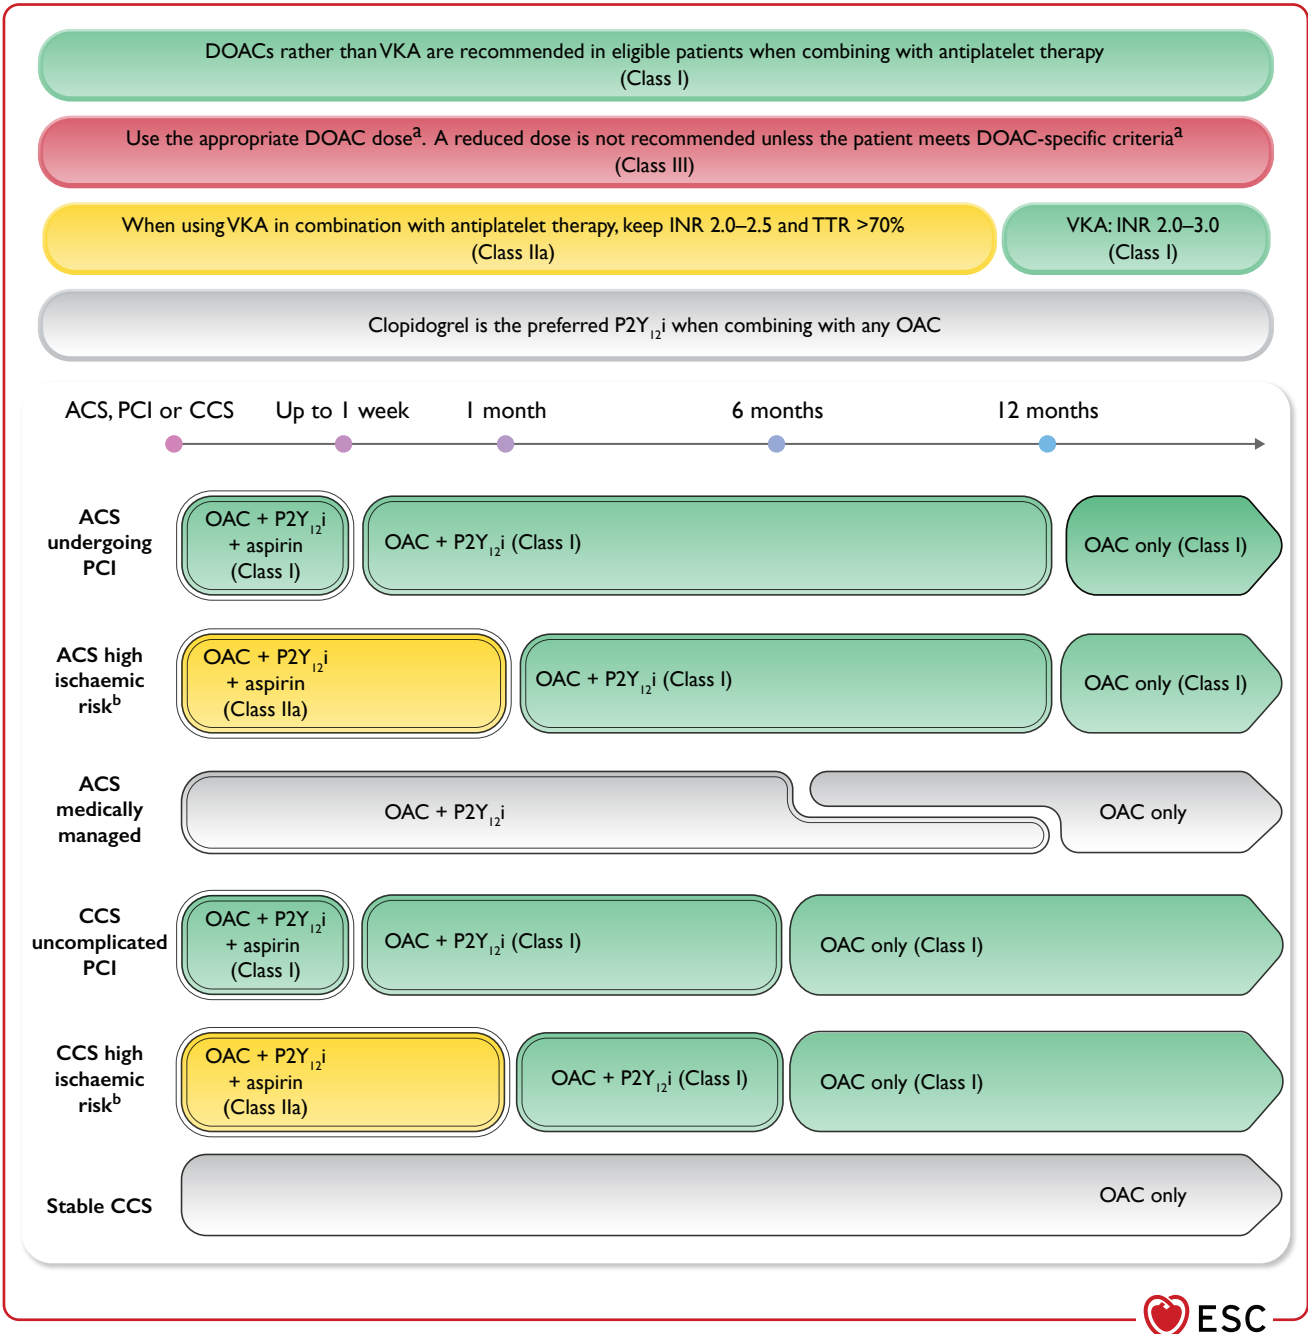 DOACs rather than VKA are recommended in eligible patients when combining with antiplatelet therapy
(Class I)
Use the appropriate DOAC doseᵃ. A reduced dose is not recommended unless the patient meets DOAC-specific criteriaᵃ
(Class III)
When using VKA in combination with antiplatelet therapy, keep INR 2.0–2.5 and TTR >70%
(Class IIa)
VKA: INR 2.0–3.0
(Class I)
Clopidogrel is the preferred P2Y₁₂i when combining with any OAC
ACS, PCI or CCS
Up to 1 week
1 month
6 months
12 months
ACS
undergoing
PCI
OAC + P2Y₁₂i
+ aspirin
(Class I)
OAC + P2Y₁₂i (Class I)
OAC only (Class I)
ACS high
ischaemic
riskᵇ
OAC + P2Y₁₂i
+ aspirin
(Class IIa)
OAC + P2Y₁₂i (Class I)
OAC only (Class I)
ACS
medically
managed
OAC + P2Y₁₂i
OAC only
CCS
uncomplicated
PCI
OAC + P2Y₁₂i
+ aspirin
(Class I)
OAC + P2Y₁₂i (Class I)
OAC only (Class I)
CCS high
ischaemic
riskᵇ
OAC + P2Y₁₂i
+ aspirin
(Class IIa)
OAC + P2Y₁₂i (Class I)
OAC only (Class I)
Stable CCS
OAC only
ESC